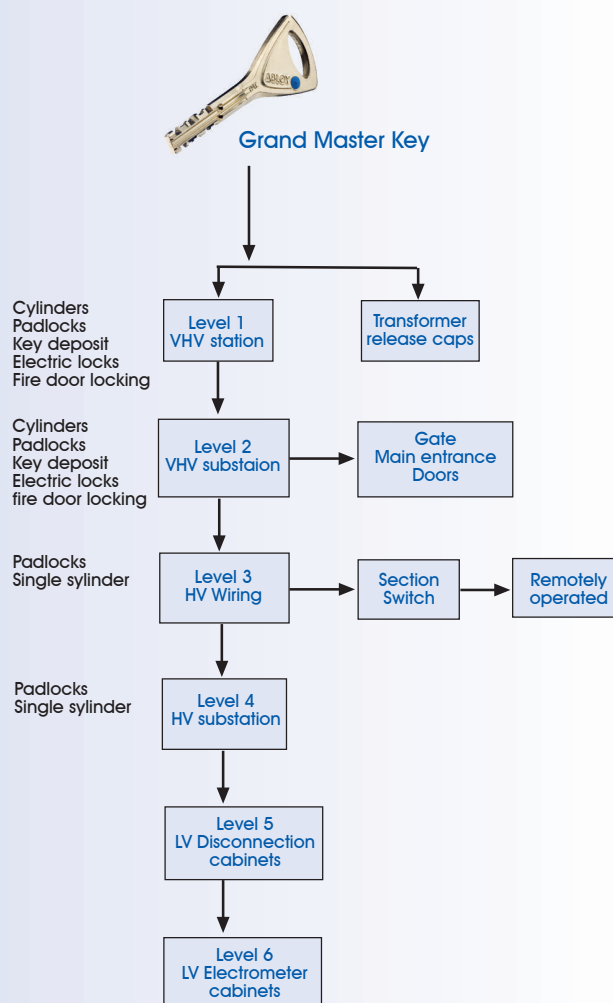 ABLOY
Grand Master Key
Cylinders
Padlocks
Key deposit
Electric locks
Fire door locking
Level 1
VHV station
Transformer
release caps
Cylinders
Padlocks
Key deposit
Electric locks
fire door locking
Level 2
VHV substaion
Gate
Main entrance
Doors
Padlocks
Single sylinder
Level 3
HV Wiring
Section
Switch
Remotely
operated
Padlocks
Single sylinder
Level 4
HV substation
Level 5
LV Disconnection
cabinets
Level 6
LV Electrometer
cabinets